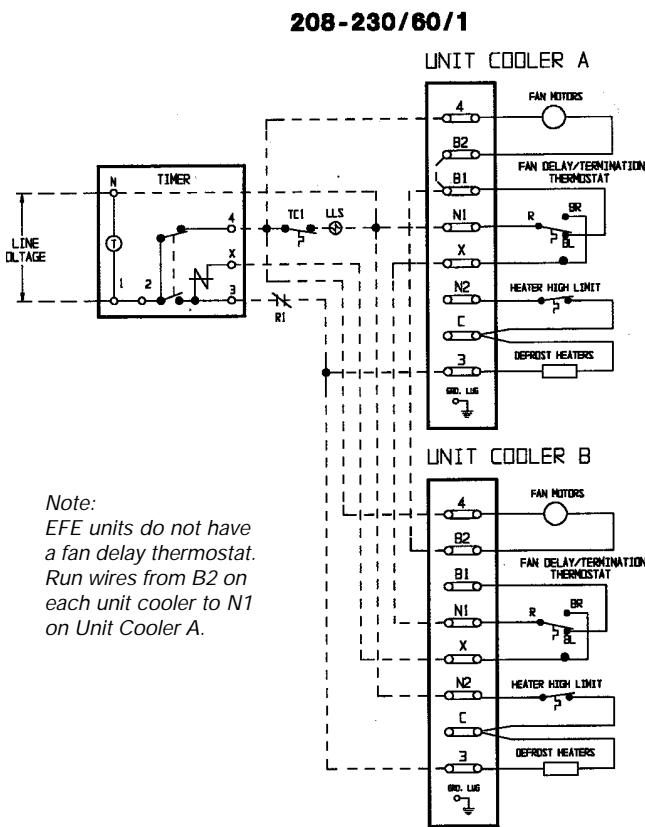 208-230/60/1
UNIT COOLER A
4
FAN MOTORS
B2
FAN DELAY/TERMINATION
THERMOSTAT
B1
BR
N1
R
BL
X
N2
HEATER HIGH LIMIT
C
3
DEFROST HEATERS
GRD. LUG
N
TIMER
4
TC1
LLS
X
LINE
OLTAGE
T
1
2
3
R1
UNIT COOLER B
4
FAN MOTORS
B2
FAN DELAY/TERMINATION
THERMOSTAT
B1
BR
N1
R
BL
X
N2
HEATER HIGH LIMIT
C
3
DEFROST HEATERS
GRD. LUG
Note:
EFE units do not have
a fan delay thermostat.
Run wires from B2 on
each unit cooler to N1
on Unit Cooler A.